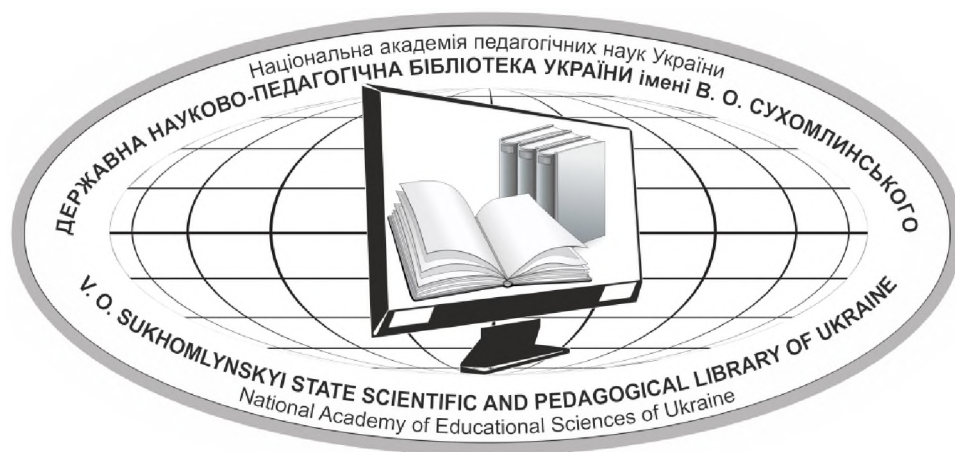 Національна академія педагогічних наук України
ДЕРЖАВНА НАУКОВО-ПЕДАГОГІЧНА БІБЛІОТЕКА УКРАЇНИ імені В. О. СУХОМЛИНСЬКОГО
V. O. SUKHOMLYNSKYI STATE SCIENTIFIC AND PEDAGOGICAL LIBRARY OF UKRAINE
National Academy of Educational Sciences of Ukraine